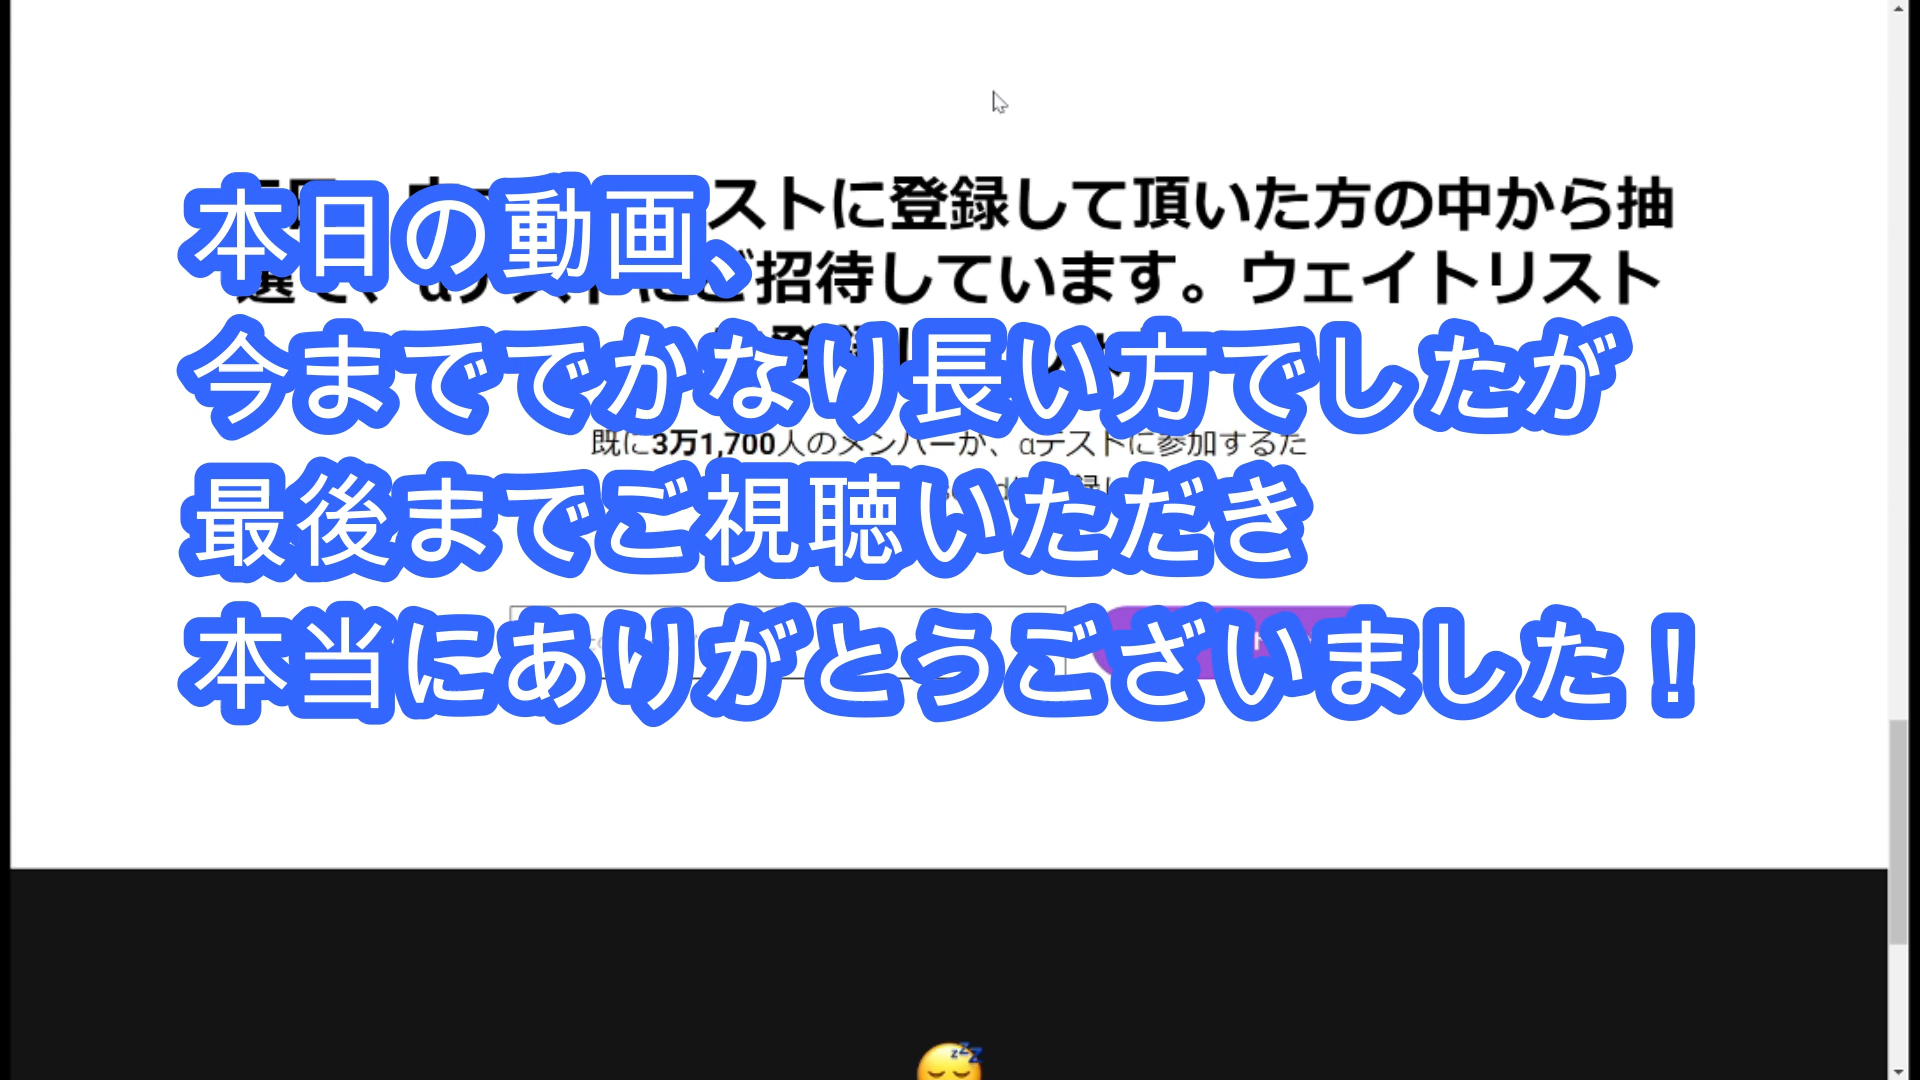 本日の動画、
ストに登録して頂いた方の中から抽
ご招待しています。ウェイトリスト
今まででかなり長い方でしたが
既に3万1,700人のメンバーが、αテストに参加するた
最後までご視聴いただき
本当にありがとうございました！